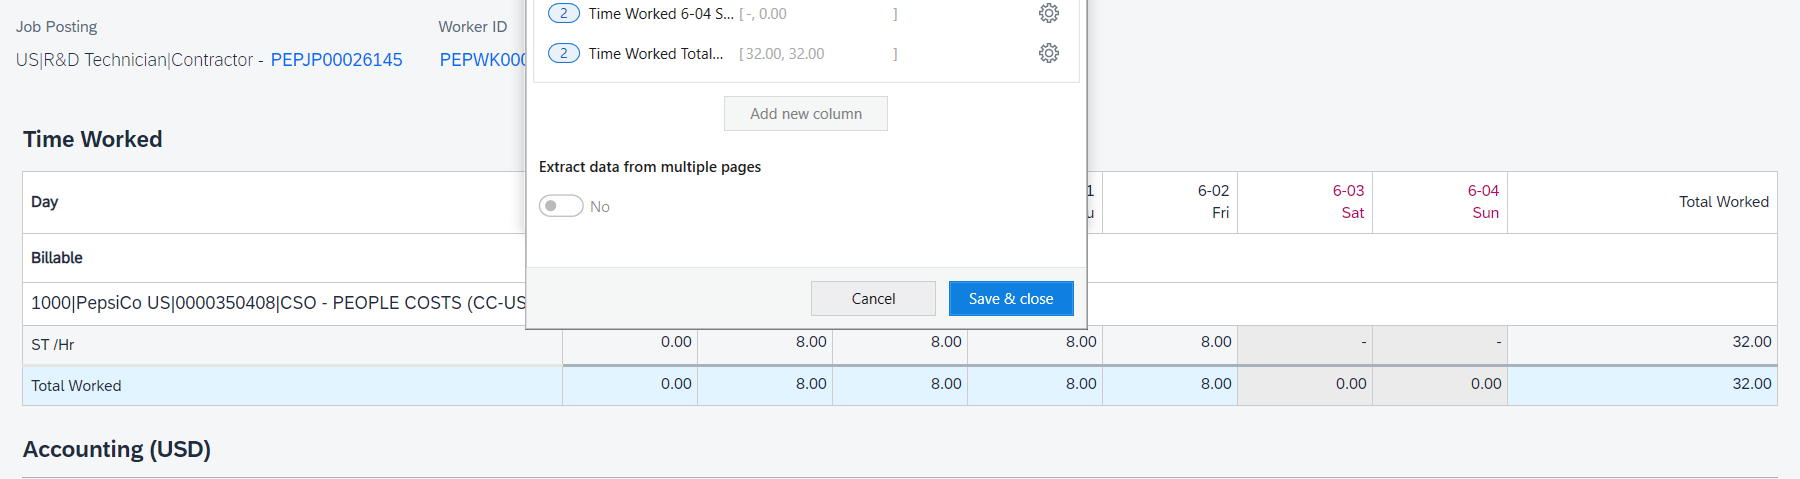 Job Posting
US|R&D Technician|Contractor - PEPJP00026145
Worker ID
PEPWK000
2 Time Worked 6-04 S... [ -, 0.00 ]
2 Time Worked Total... [ 32.00, 32.00 ]
Add new column
Extract data from multiple pages
No
Cancel Save & close
Time Worked
Day 6-02 Fri 6-03 Sat 6-04 Sun Total Worked
Billable
1000|PepsiCo US|0000350408|CSO - PEOPLE COSTS (CC-US
ST /Hr 0.00 8.00 8.00 8.00 8.00 - - 32.00
Total Worked 0.00 8.00 8.00 8.00 8.00 0.00 0.00 32.00
Accounting (USD)